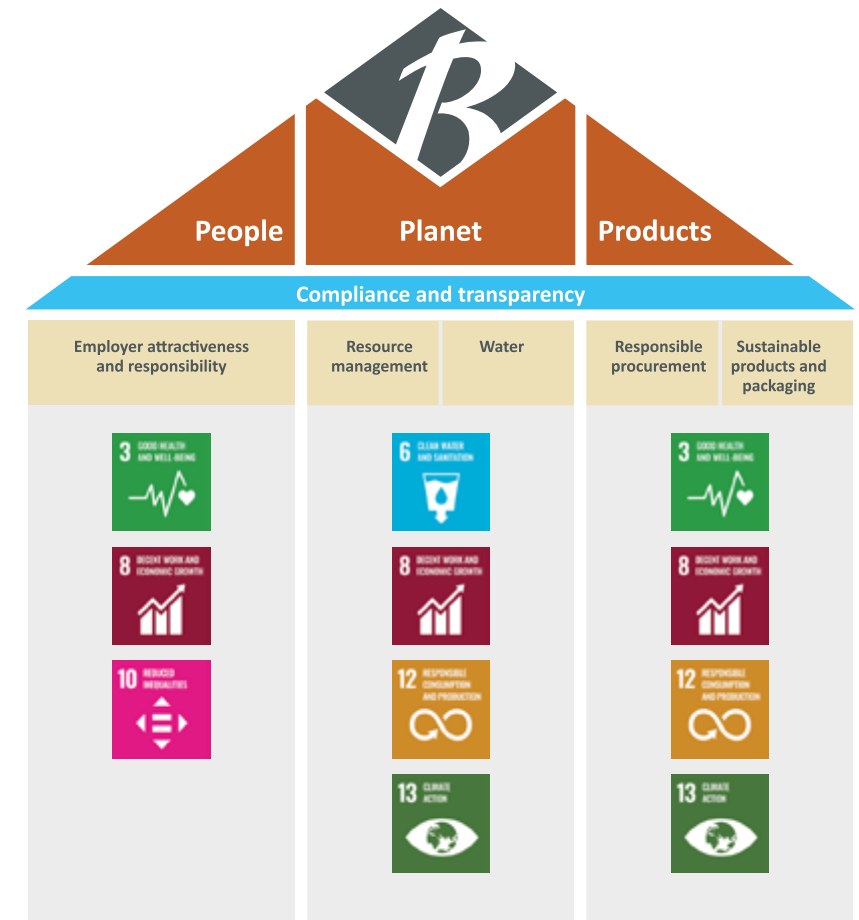 B
People
Planet
Products
Compliance and transparency
Employer attractiveness
and responsibility
Resource
management
Water
Responsible
procurement
Sustainable
products and
packaging
3 GOOD HEALTH
AND WELL-BEING
8 DECENT WORK AND
ECONOMIC GROWTH
10 REDUCED
INEQUALITIES
6 CLEAN WATER
AND SANITATION
8 DECENT WORK AND
ECONOMIC GROWTH
12 RESPONSIBLE
CONSUMPTION
AND PRODUCTION
13 CLIMATE
ACTION
3 GOOD HEALTH
AND WELL-BEING
8 DECENT WORK AND
ECONOMIC GROWTH
12 RESPONSIBLE
CONSUMPTION
AND PRODUCTION
13 CLIMATE
ACTION